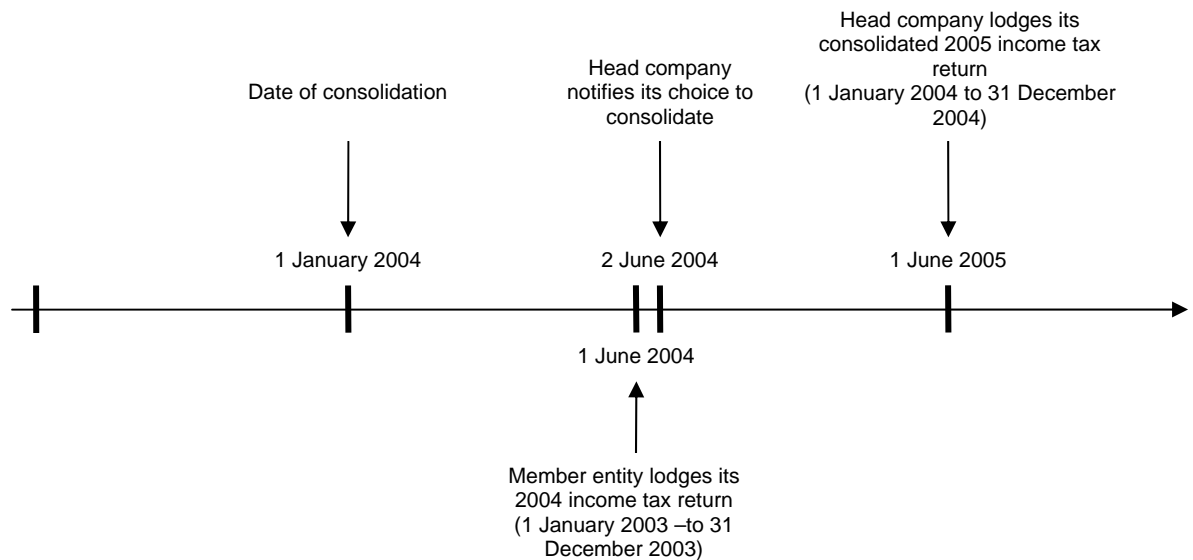 Head company lodges its
consolidated 2005 income tax
return
(1 January 2004 to 31 December
2004)
Head company
notifies its choice to
consolidate
Date of consolidation
1 January 2004
2 June 2004
1 June 2005
1 June 2004
Member entity lodges its
2004 income tax return
(1 January 2003 –to 31
December 2003)